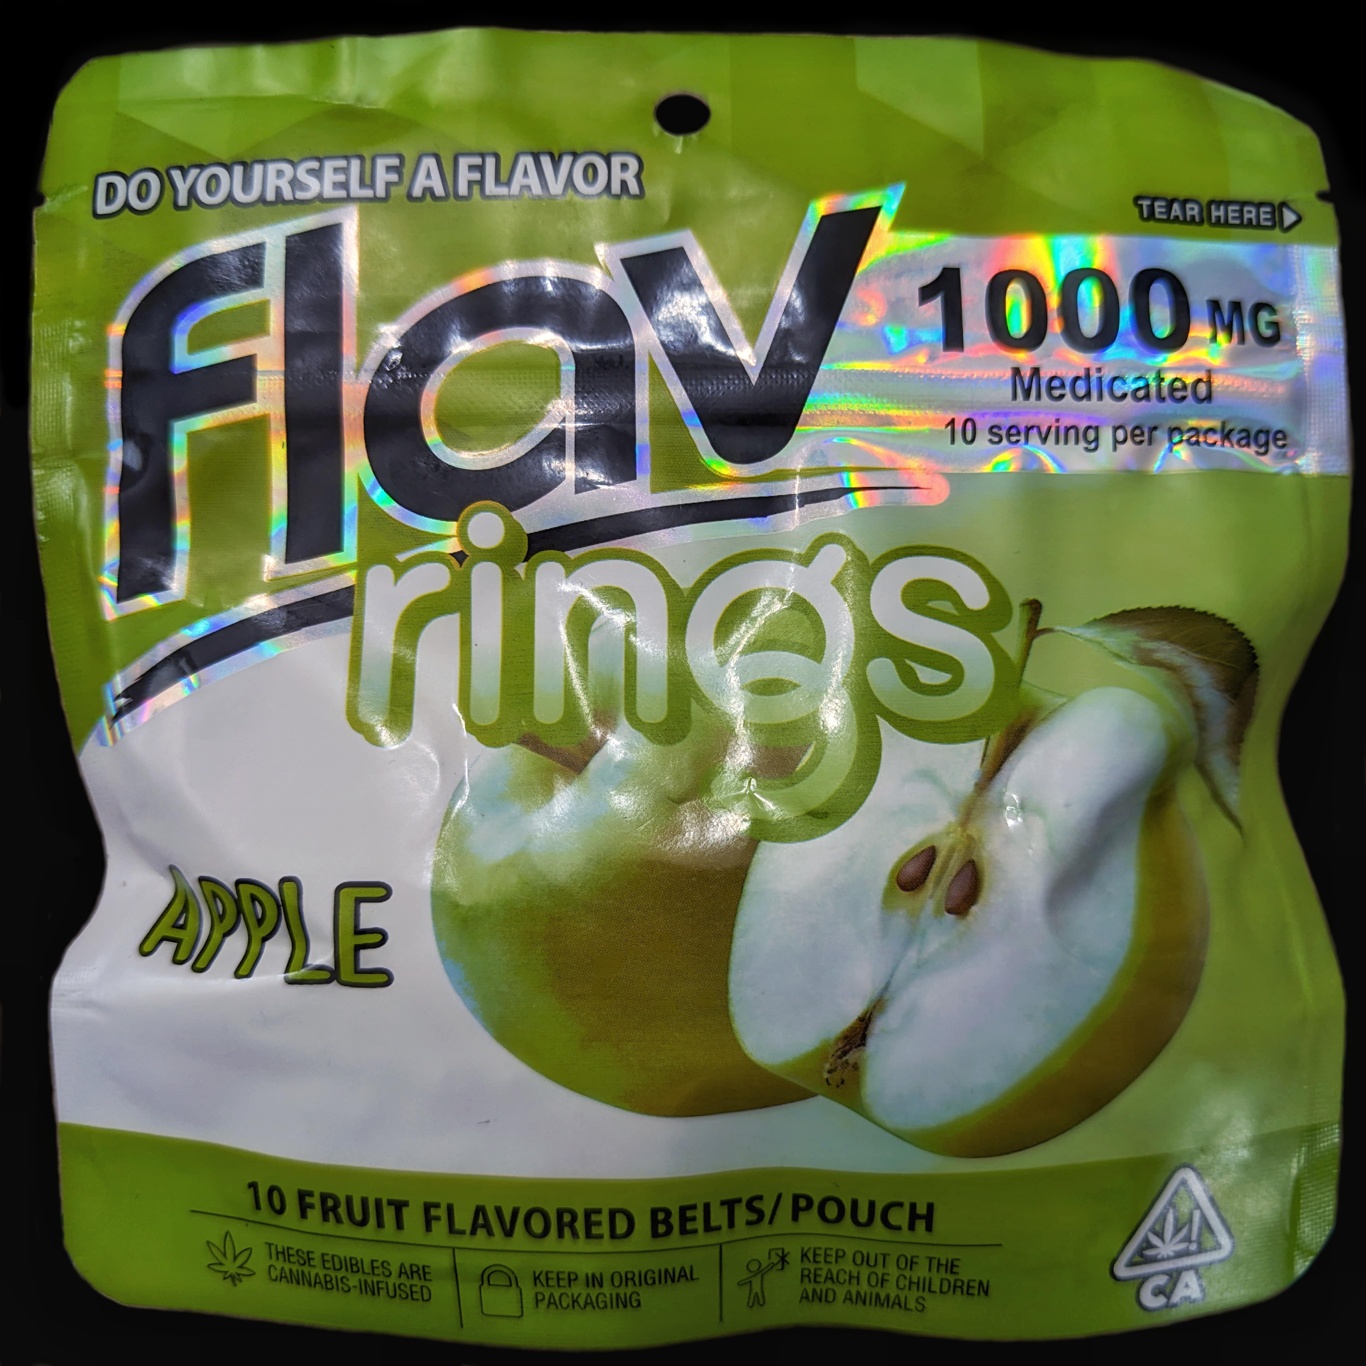 DO YOURSELF A FLAVOR
TEAR HERE
flav
1000 MG
Medicated
10 serving per package
rings
APPLE
10 FRUIT FLAVORED BELTS/POUCH
THESE EDIBLES ARE
CANNABIS-INFUSED
KEEP IN ORIGINAL
PACKAGING
KEEP OUT OF THE
REACH OF CHILDREN
AND ANIMALS
!
CA